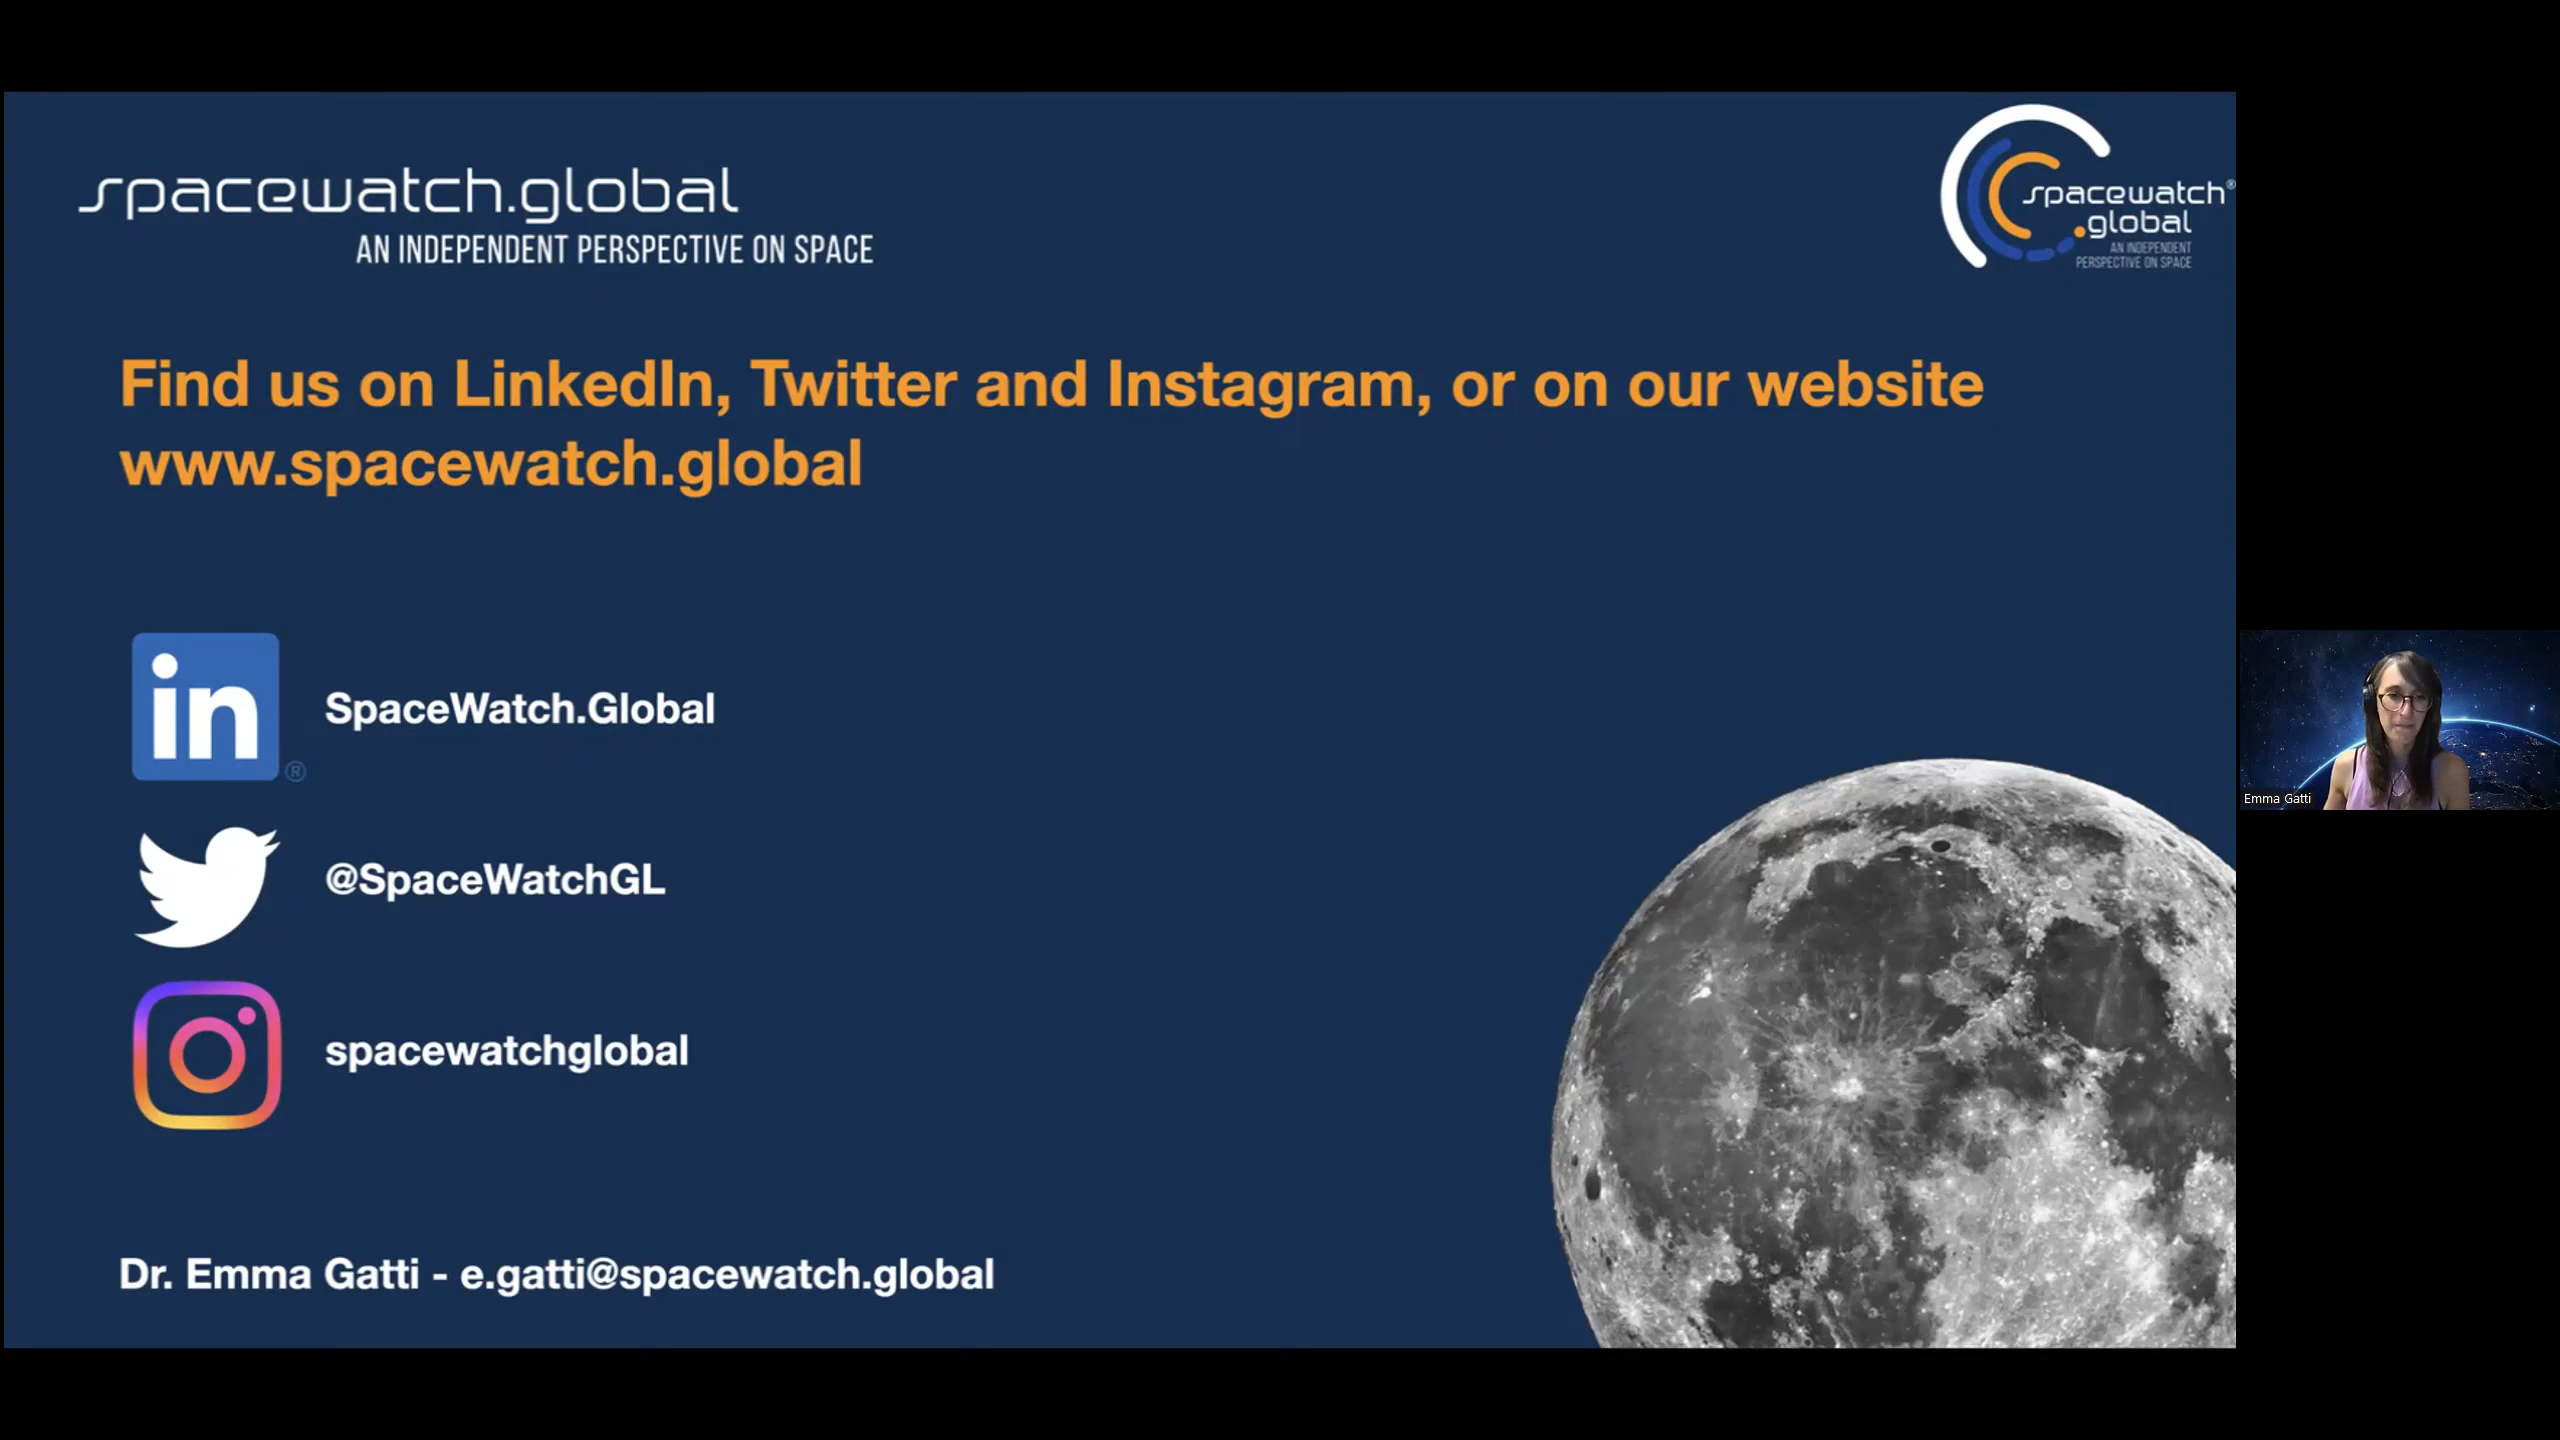 spacewatch.global
AN INDEPENDENT PERSPECTIVE ON SPACE
spacewatch®
.global
AN INDEPENDENT
PERSPECTIVE ON SPACE
Find us on LinkedIn, Twitter and Instagram, or on our website
www.spacewatch.global
in ®
SpaceWatch.Global
@SpaceWatchGL
spacewatchglobal
Dr. Emma Gatti - e.gatti@spacewatch.global
Emma Gatti